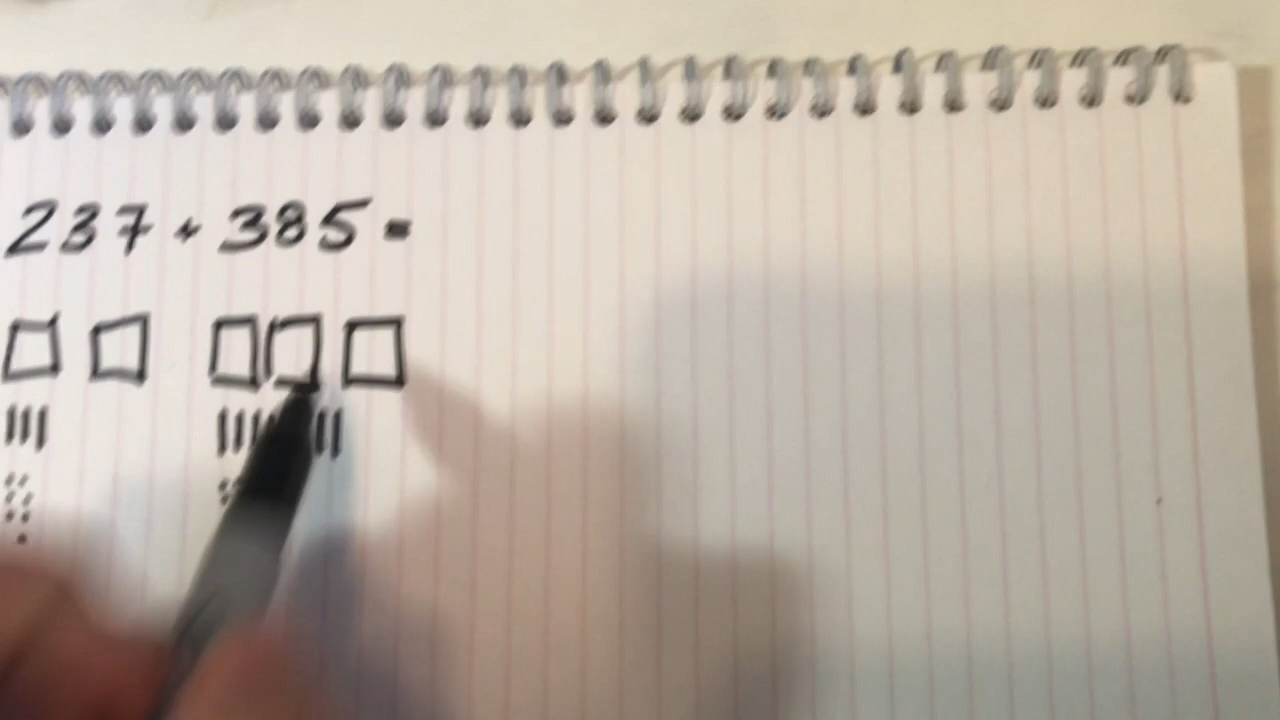 237 + 385 =